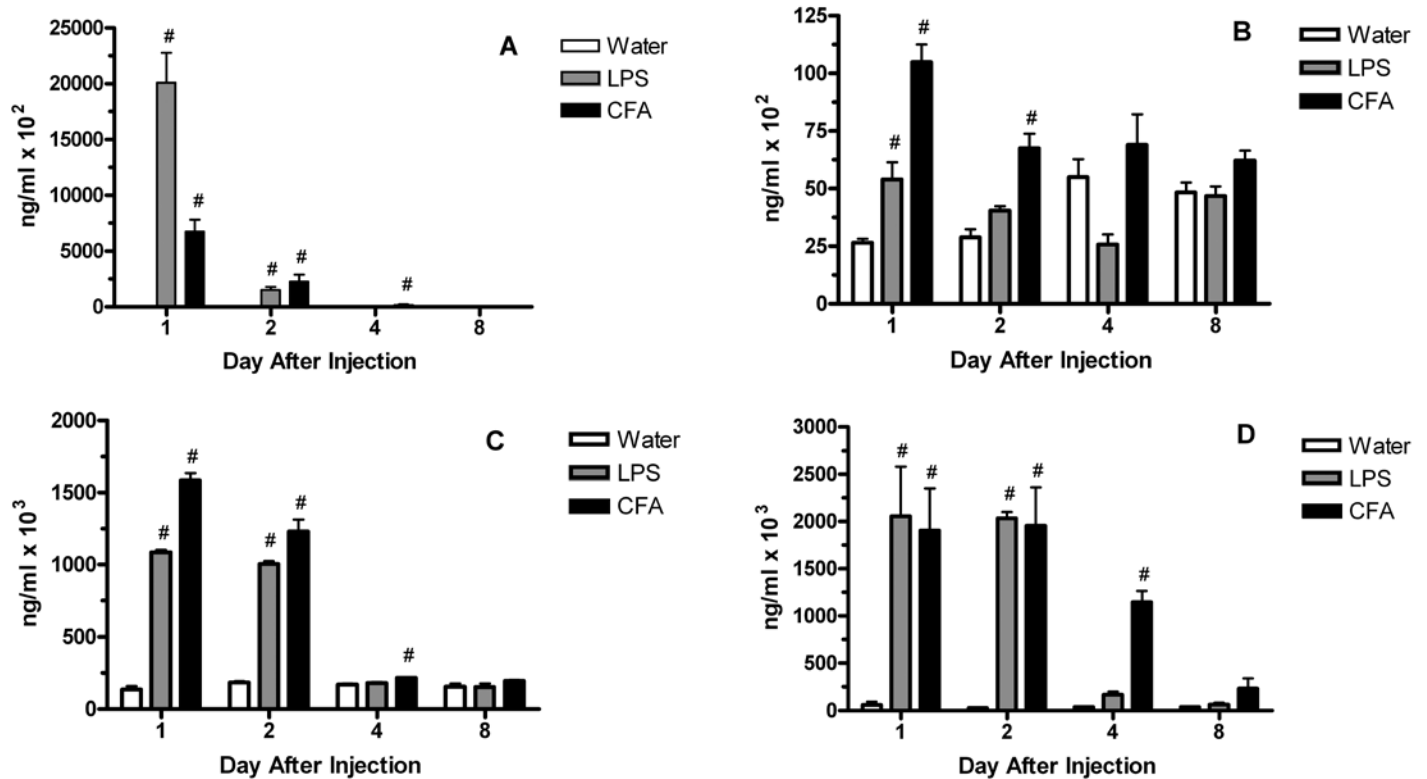 A
Water
LPS
CFA
ng/ml x 10²
25000
20000
15000
10000
5000
0
#
#
#
#
#
1
2
4
8
Day After Injection
B
Water
LPS
CFA
ng/ml x 10²
125
100
75
50
25
0
#
#
#
1
2
4
8
Day After Injection
C
Water
LPS
CFA
ng/ml x 10³
2000
1500
1000
500
0
#
#
#
#
#
1
2
4
8
Day After Injection
D
Water
LPS
CFA
ng/ml x 10³
3000
2500
2000
1500
1000
500
0
#
#
#
#
#
1
2
4
8
Day After Injection